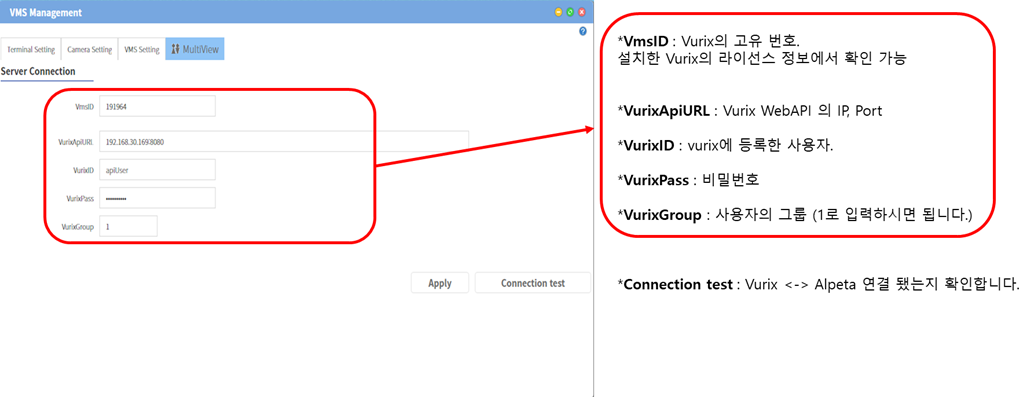 VMS Management
Terminal Setting
Camera Setting
VMS Setting
MultiView
Server Connection
VmsID
191964
VurixApiURL
192.168.30.169:8080
VurixID
apiUser
VurixPass
••••••••••
VurixGroup
1
Apply
Connection test
*VmsID : Vurix의 고유 번호.
설치한 Vurix의 라이선스 정보에서 확인 가능
*VurixApiURL : Vurix WebAPI 의 IP, Port
*VurixID : vurix에 등록한 사용자.
*VurixPass : 비밀번호
*VurixGroup : 사용자의 그룹 (1로 입력하시면 됩니다.)
*Connection test : Vurix <-> Alpeta 연결 됐는지 확인합니다.